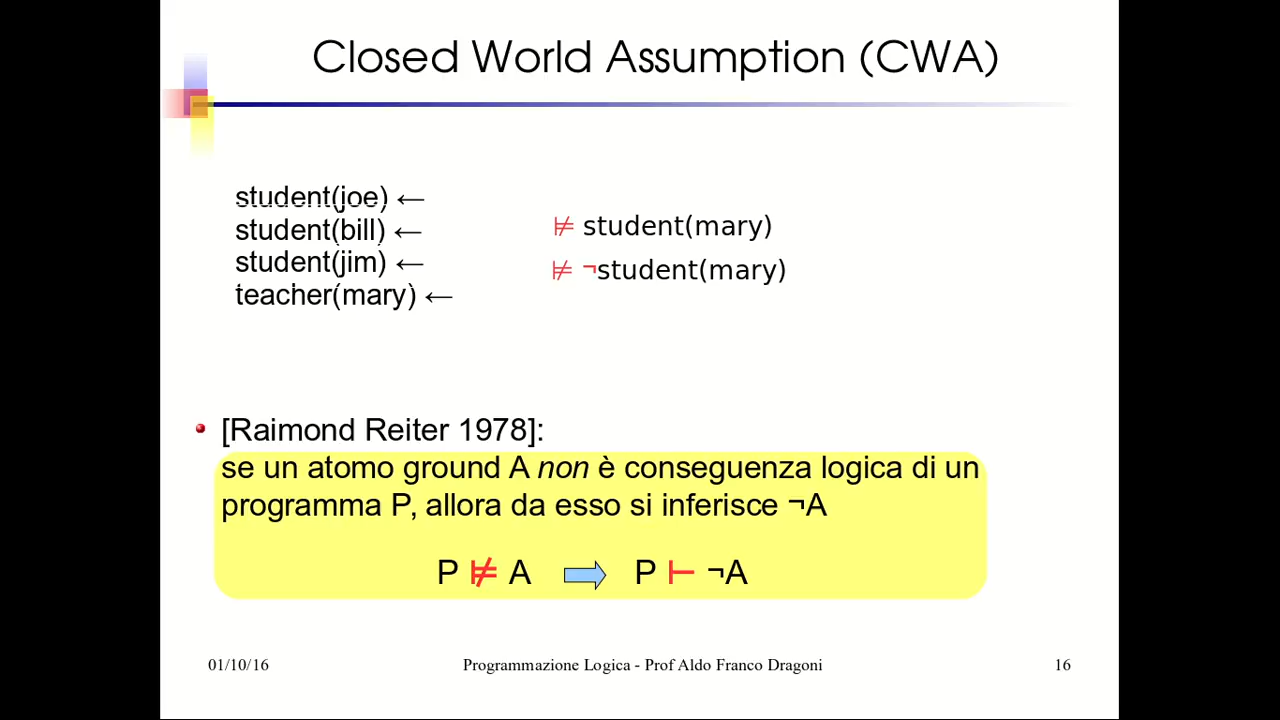 Closed World Assumption (CWA)
student(joe) ←
student(bill) ←
student(jim) ←
teacher(mary) ←
⊭ student(mary)
⊭ ¬student(mary)
[Raimond Reiter 1978]:
se un atomo ground A non è conseguenza logica di un
programma P, allora da esso si inferisce ¬A
P ⊭ A ⇨ P ⊢ ¬A
01/10/16
Programmazione Logica - Prof Aldo Franco Dragoni
16